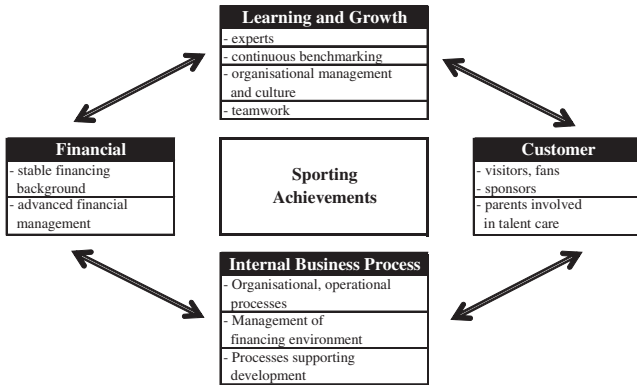 Learning and Growth
- experts
- continuous benchmarking
- organisational management
and culture
- teamwork
Financial
- stable financing
background
- advanced financial
management
Sporting
Achievements
Customer
- visitors, fans
- sponsors
- parents involved
in talent care
Internal Business Process
- Organisational, operational
processes
- Management of
financing environment
- Processes supporting
development